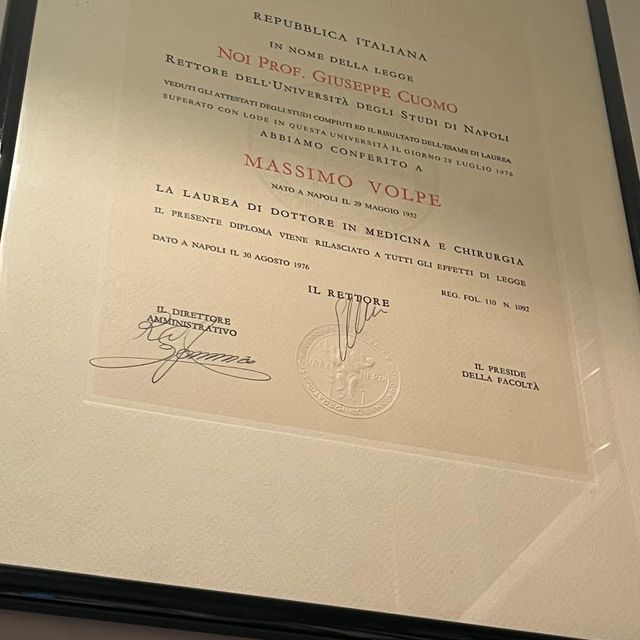 REPUBBLICA ITALIANA
IN NOME DELLA LEGGE
NOI PROF. GIUSEPPE CUOMO
RETTORE DELL'UNIVERSITÀ DEGLI STUDI DI NAPOLI
VEDUTI GLI ATTESTATI DEGLI STUDI COMPIUTI ED IL RISULTATO DELL'ESAME DI LAUREA
SUPERATO CON LODE IN QUESTA UNIVERSITÀ IL GIORNO 28 LUGLIO 1976
ABBIAMO CONFERITO A
MASSIMO VOLPE
NATO A NAPOLI IL 29 MAGGIO 1952
LA LAUREA DI DOTTORE IN MEDICINA E CHIRURGIA
IL PRESENTE DIPLOMA VIENE RILASCIATO A TUTTI GLI EFFETTI DI LEGGE
DATO A NAPOLI IL 30 AGOSTO 1976
REG. FOL. 110 N. 1092
IL RETTORE
IL DIRETTORE
AMMINISTRATIVO
IL PRESIDE
DELLA FACOLTÀ